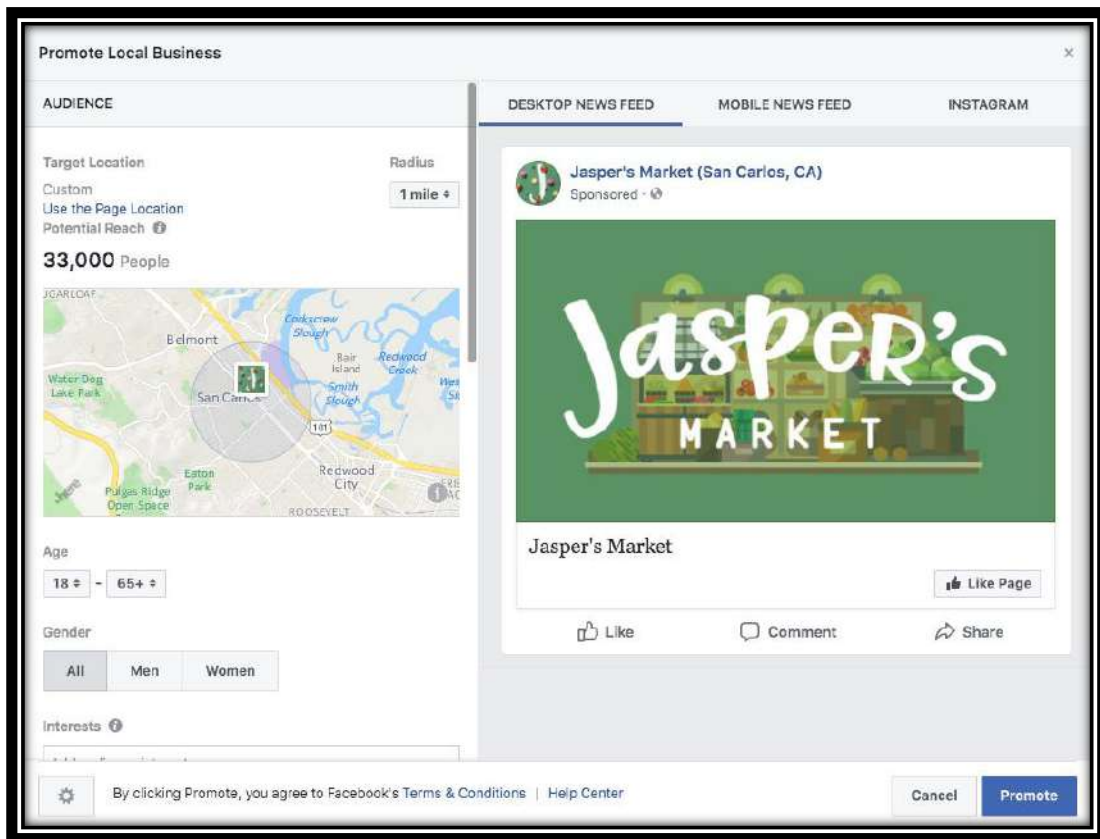 Promote Local Business
×
AUDIENCE
DESKTOP NEWS FEED
MOBILE NEWS FEED
INSTAGRAM
Target Location
Radius
Custom
1 mile
Use the Page Location
Potential Reach
33,000 People
Belmont
Corkscrew
Slough
Bair
Island
Redwood
Creek
Water Dog
Lake Park
Smith
Slough
San Carlos
101
Eaton
Park
Redwood
City
Pulgas Ridge
Open Space
ROOSEVELT
here
Age
18 - 65+
Gender
All Men Women
Interests
Jasper's Market (San Carlos, CA)
Sponsored ·
Jasper's
MARKET
Jasper's Market
Like Page
Like Comment Share
By clicking Promote, you agree to Facebook's Terms & Conditions | Help Center
Cancel Promote